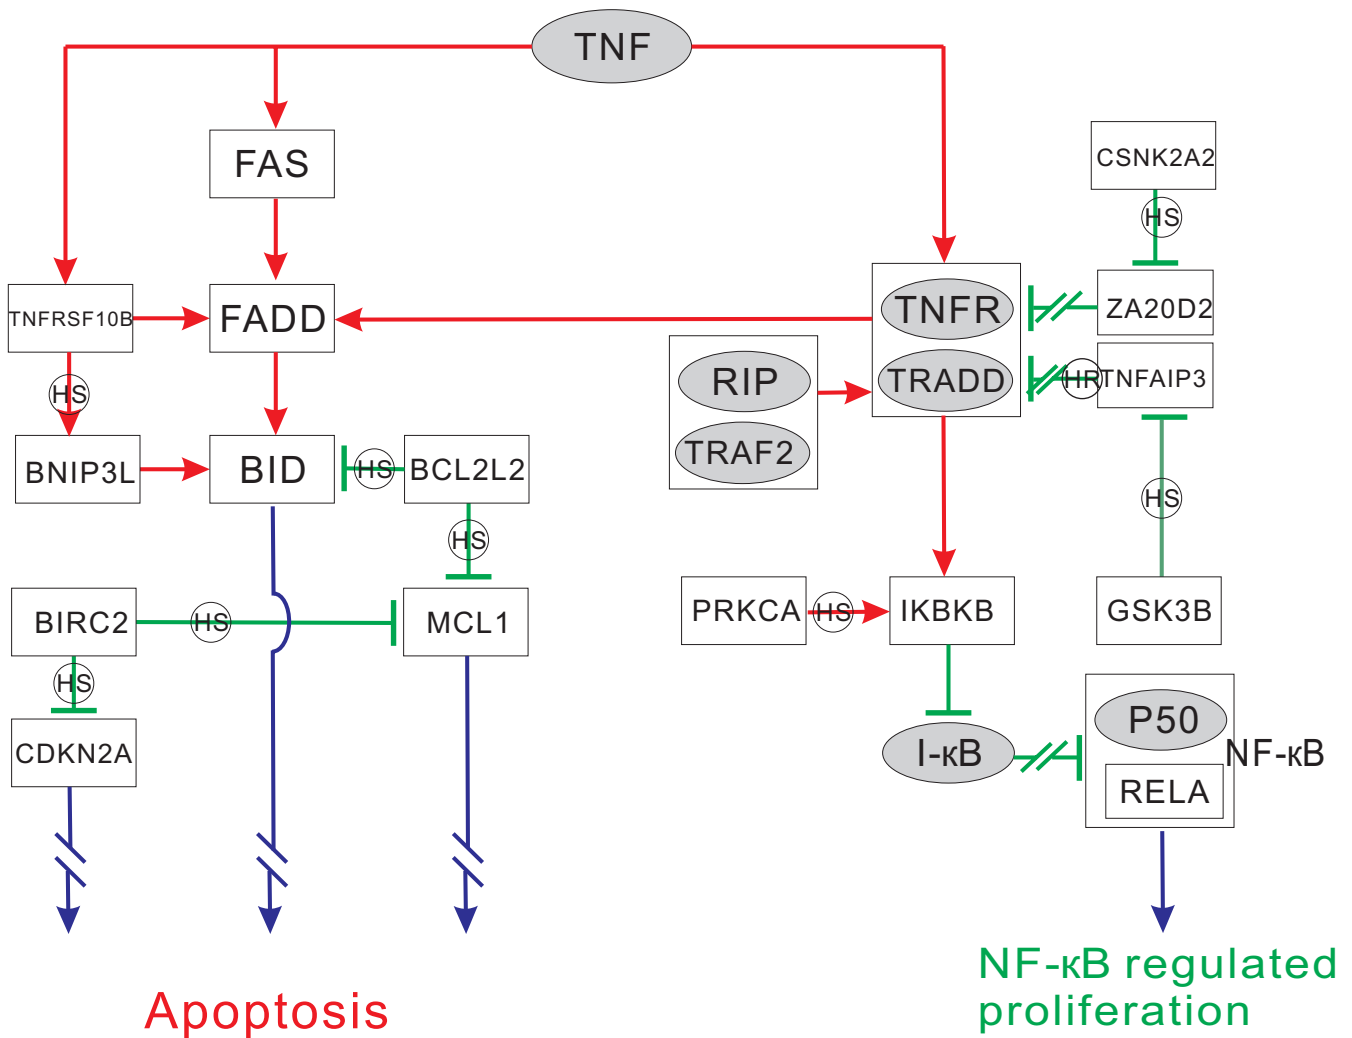 TNF
FAS
CSNK2A2
HS
TNFRSF10B
FADD
TNFR
ZA20D2
HS
RIP
TRADD
HR
TNFAIP3
TRAF2
BNIP3L
BID
HS
BCL2L2
HS
HS
BIRC2
HS
MCL1
PRKCA
HS
IKBKB
GSK3B
HS
CDKN2A
I-κB
P50
NF-κB
RELA
NF-κB regulated
proliferation
Apoptosis